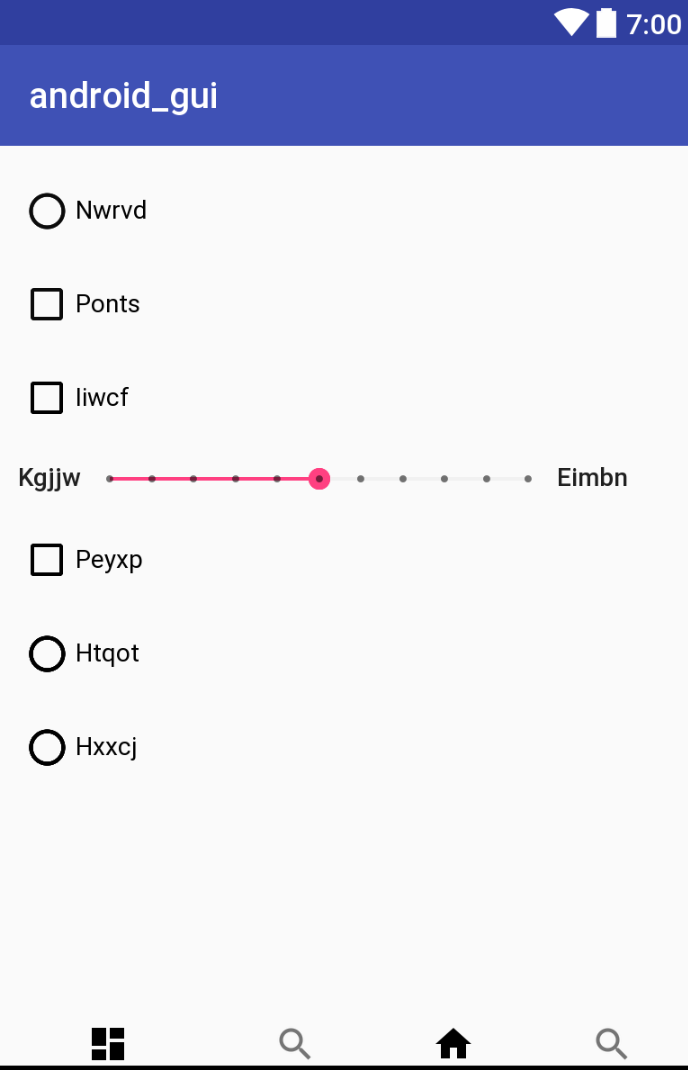 7:00
android_gui
Nwrvd
Ponts
Iiwcf
Kgjjw Eimbn
Peyxp
Htqot
Hxxcj